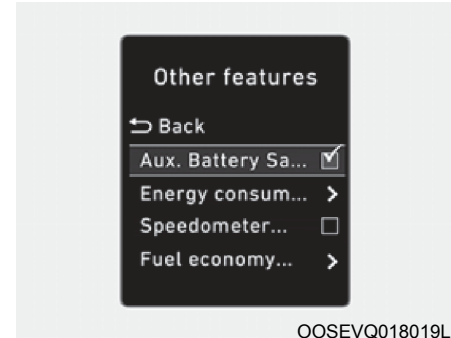 Other features
Back
Aux. Battery Sa...
Energy consum...
Speedometer...
Fuel economy...
OOSEVQ018019L